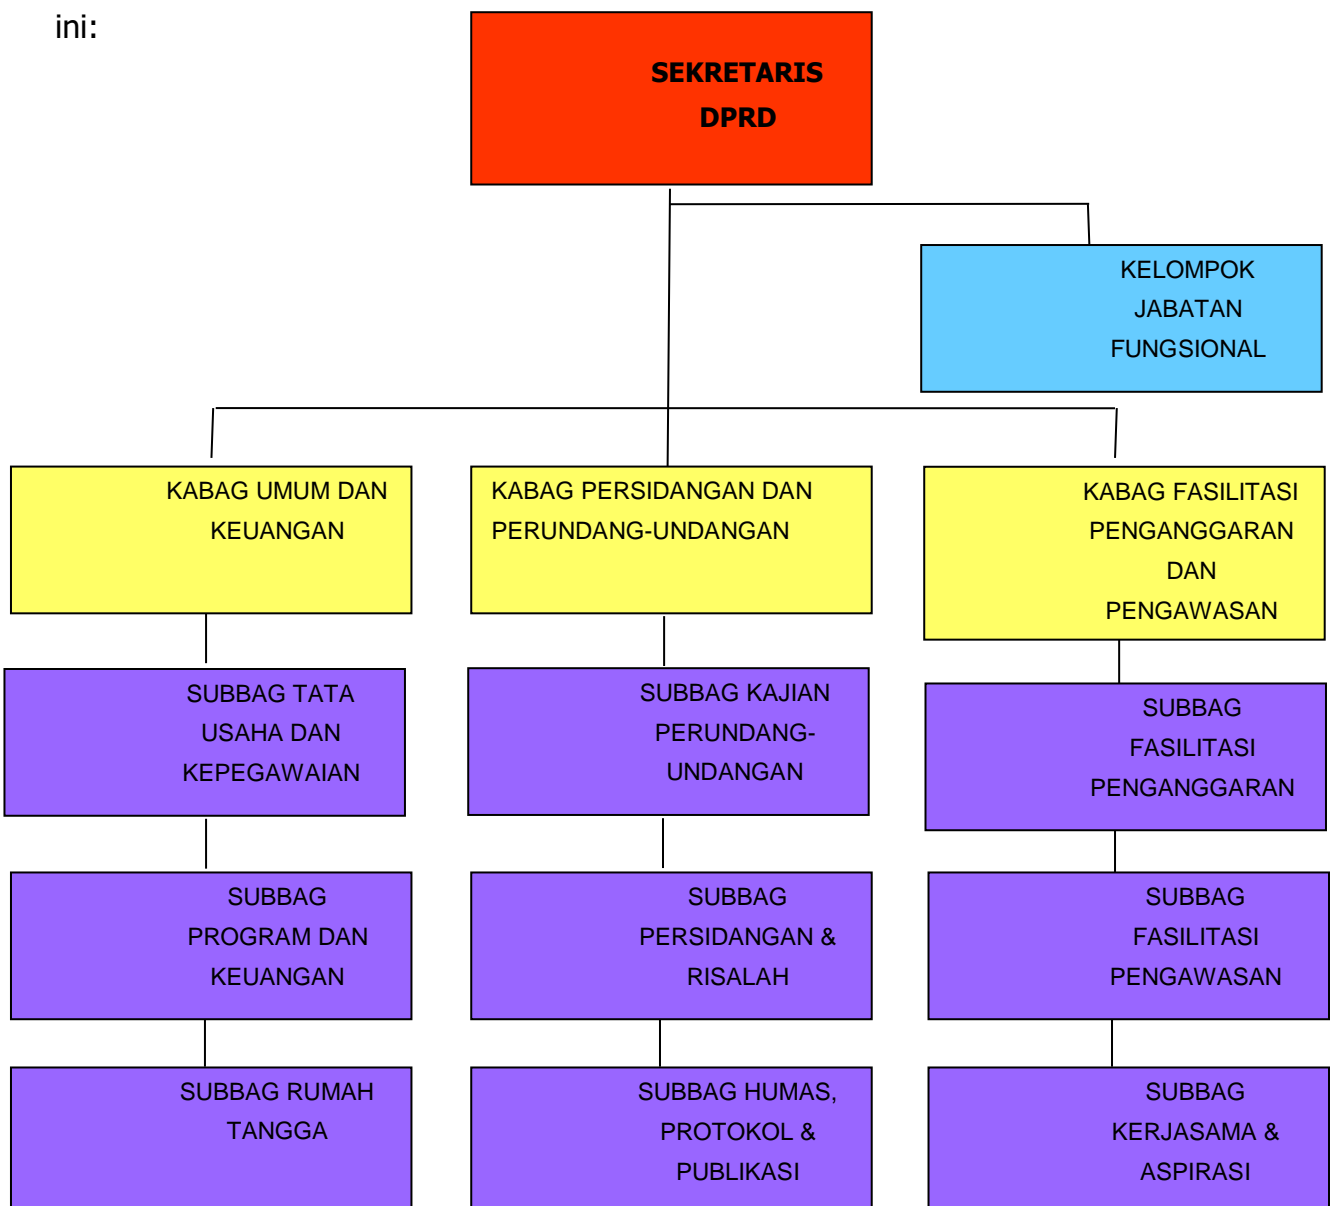 ini:
SEKRETARIS
DPRD
KELOMPOK
JABATAN
FUNGSIONAL
KABAG UMUM DAN
KEUANGAN
KABAG PERSIDANGAN DAN
PERUNDANG-UNDANGAN
KABAG FASILITASI
PENGANGGARAN
DAN
PENGAWASAN
SUBBAG TATA
USAHA DAN
KEPEGAWAIAN
SUBBAG KAJIAN
PERUNDANG-
UNDANGAN
SUBBAG
FASILITASI
PENGANGGARAN
SUBBAG
PROGRAM DAN
KEUANGAN
SUBBAG
PERSIDANGAN &
RISALAH
SUBBAG
FASILITASI
PENGAWASAN
SUBBAG RUMAH
TANGGA
SUBBAG HUMAS,
PROTOKOL &
PUBLIKASI
SUBBAG
KERJASAMA &
ASPIRASI